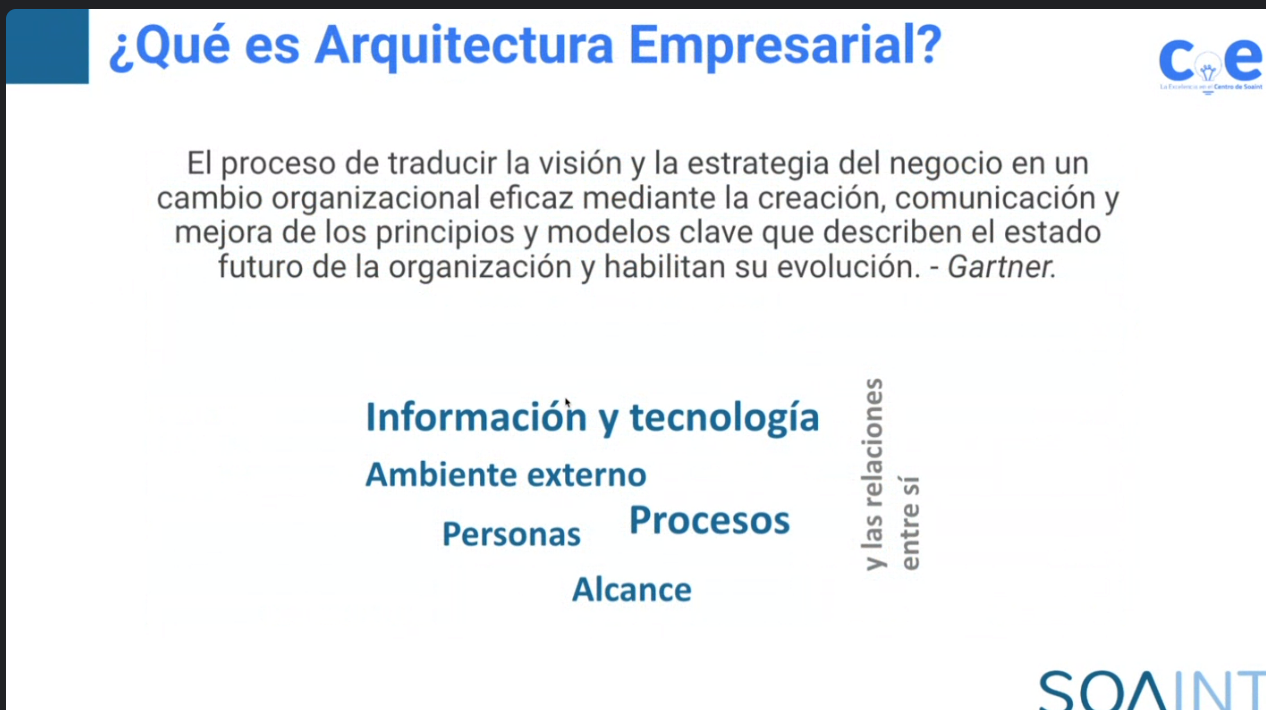 ¿Qué es Arquitectura Empresarial?
coe
La Excelencia en el Centro de Soaint
El proceso de traducir la visión y la estrategia del negocio en un
cambio organizacional eficaz mediante la creación, comunicación y
mejora de los principios y modelos clave que describen el estado
futuro de la organización y habilitan su evolución. - Gartner.
Información y tecnología
Ambiente externo
Personas
Procesos
Alcance
y las relaciones
entre sí
SOAINT